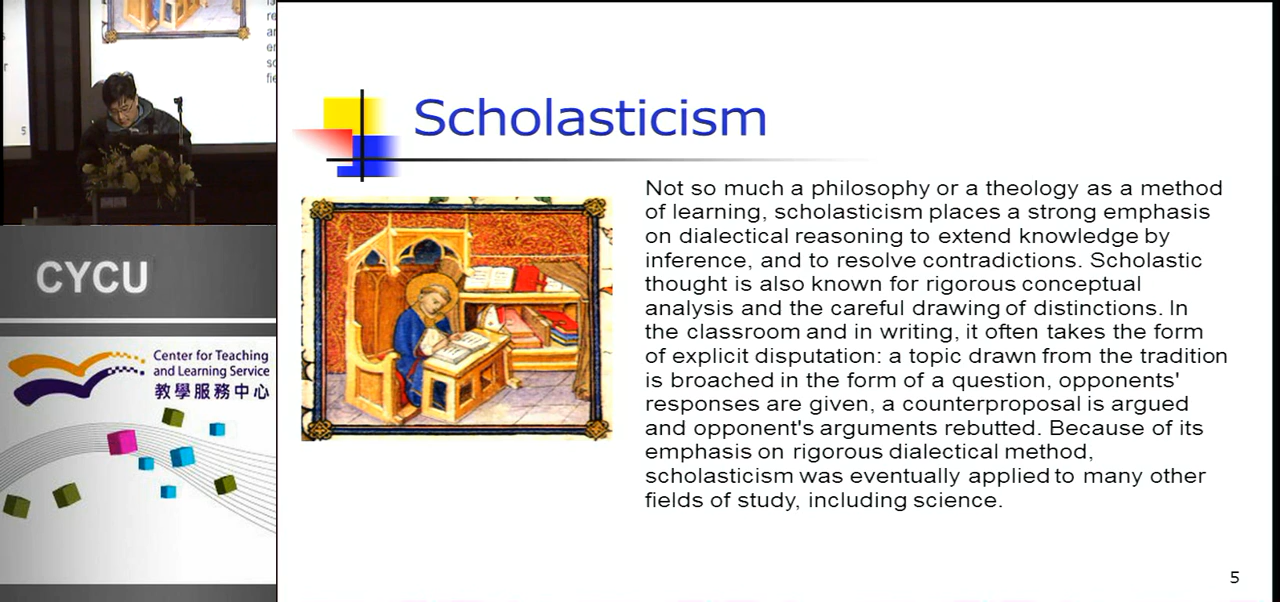 CYCU
Center for Teaching
and Learning Service
教學服務中心
Scholasticism
Not so much a philosophy or a theology as a method
of learning, scholasticism places a strong emphasis
on dialectical reasoning to extend knowledge by
inference, and to resolve contradictions. Scholastic
thought is also known for rigorous conceptual
analysis and the careful drawing of distinctions. In
the classroom and in writing, it often takes the form
of explicit disputation: a topic drawn from the tradition
is broached in the form of a question, opponents'
responses are given, a counterproposal is argued
and opponent's arguments rebutted. Because of its
emphasis on rigorous dialectical method,
scholasticism was eventually applied to many other
fields of study, including science.
5